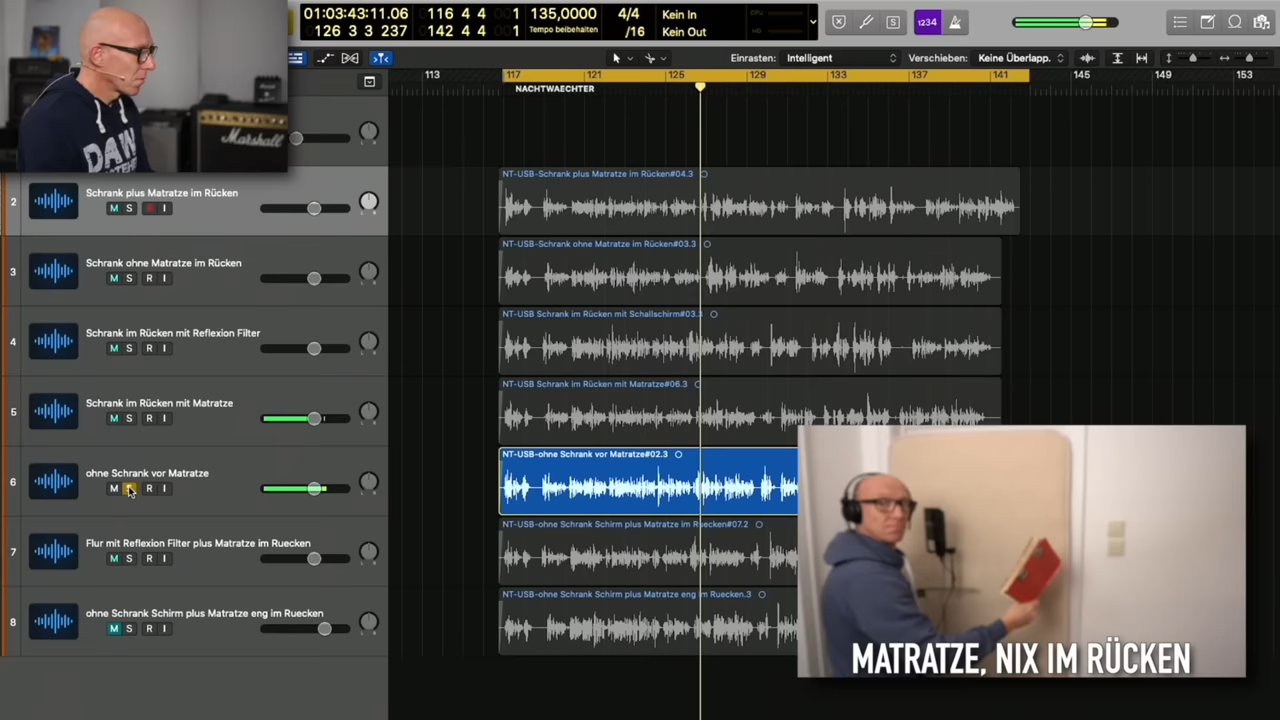 01:03:43:11.06
126 3 3 237
116 4 4 1
142 4 4 1
135,0000
Tempo beibehalten
4/4
/16
Kein In
Kein Out
CPU
HD
S
1234
Einrasten: Intelligent
Verschieben: Keine Überlapp.
113 117 121 125 129 133 137 141 145 149 153
NACHTWAECHTER
Marshall
DAW
2 Schrank plus Matratze im Rücken
M S R I
NT-USB-Schrank plus Matratze im Rücken#04.3
3 Schrank ohne Matratze im Rücken
M S R I
NT-USB-Schrank ohne Matratze im Rücken#03.3
4 Schrank im Rücken mit Reflexion Filter
M S R I
NT-USB Schrank im Rücken mit Schallschirm#03.3
5 Schrank im Rücken mit Matratze
M S R I
NT-USB Schrank im Rücken mit Matratze#06.3
6 ohne Schrank vor Matratze
M S R I
NT-USB-ohne Schrank vor Matratze#02.3
7 Flur mit Reflexion Filter plus Matratze im Ruecken
M S R I
NT-USB-ohne Schrank Schirm plus Matratze im Ruecken#07.2
8 ohne Schrank Schirm plus Matratze eng im Ruecken
M S R I
NT-USB-ohne Schrank Schirm plus Matratze eng im Ruecken.3
MATRATZE, NIX IM RÜCKEN